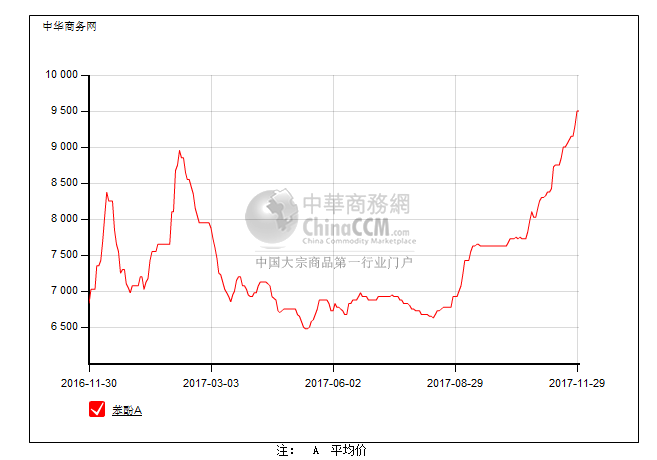 中华商务网
10 000
9 500
9 000
8 500
8 000
7 500
7 000
6 500
中華商務網
ChinaCCM.com
China Commodity Marketplace
中国大宗商品第一行业门户
2016-11-30 2017-03-03 2017-06-02 2017-08-29 2017-11-29
苯酚A
注： A 平均价